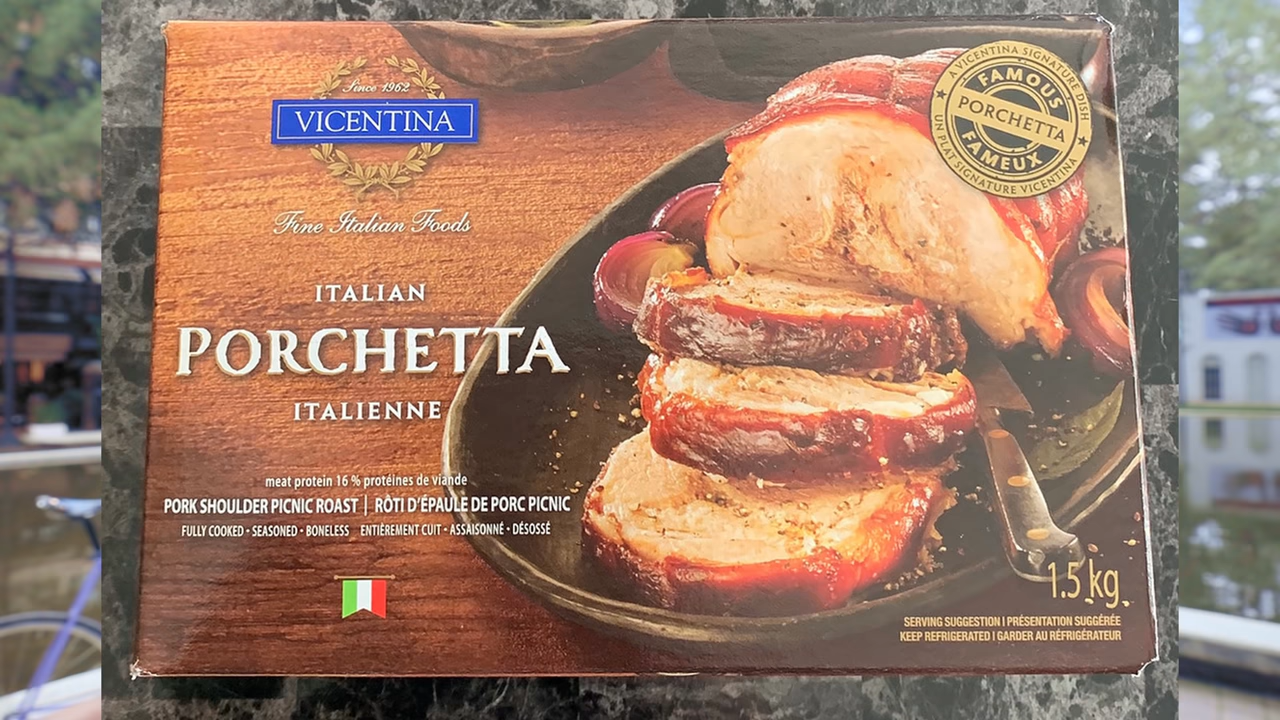 Since 1962
VICENTINA
Fine Italian Foods
ITALIAN
PORCHETTA
ITALIENNE
meat protein 16 % protéines de viande
PORK SHOULDER PICNIC ROAST | RÔTI D'ÉPAULE DE PORC PICNIC
FULLY COOKED • SEASONED • BONELESS ENTIÈREMENT CUIT • ASSAISONNÉ • DÉSOSSÉ
A VICENTINA SIGNATURE DISH
FAMOUS
PORCHETTA
FAMEUX
UN PLAT SIGNATURE VICENTINA
1.5 kg
SERVING SUGGESTION | PRÉSENTATION SUGGÉRÉE
KEEP REFRIGERATED | GARDER AU RÉFRIGÉRATEUR